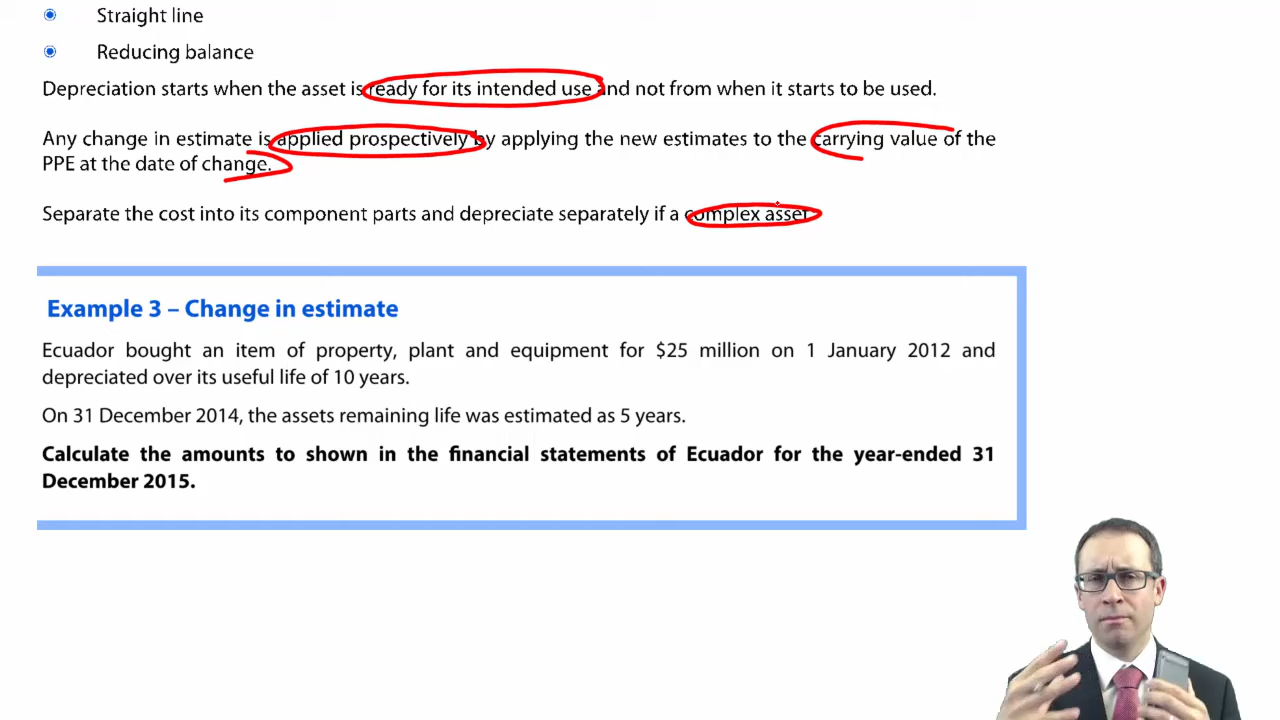 Straight line
Reducing balance
Depreciation starts when the asset is ready for its intended use and not from when it starts to be used.
Any change in estimate is applied prospectively by applying the new estimates to the carrying value of the
PPE at the date of change.
Separate the cost into its component parts and depreciate separately if a complex asset
Example 3 – Change in estimate
Ecuador bought an item of property, plant and equipment for $25 million on 1 January 2012 and
depreciated over its useful life of 10 years.
On 31 December 2014, the assets remaining life was estimated as 5 years.
Calculate the amounts to shown in the financial statements of Ecuador for the year-ended 31
December 2015.